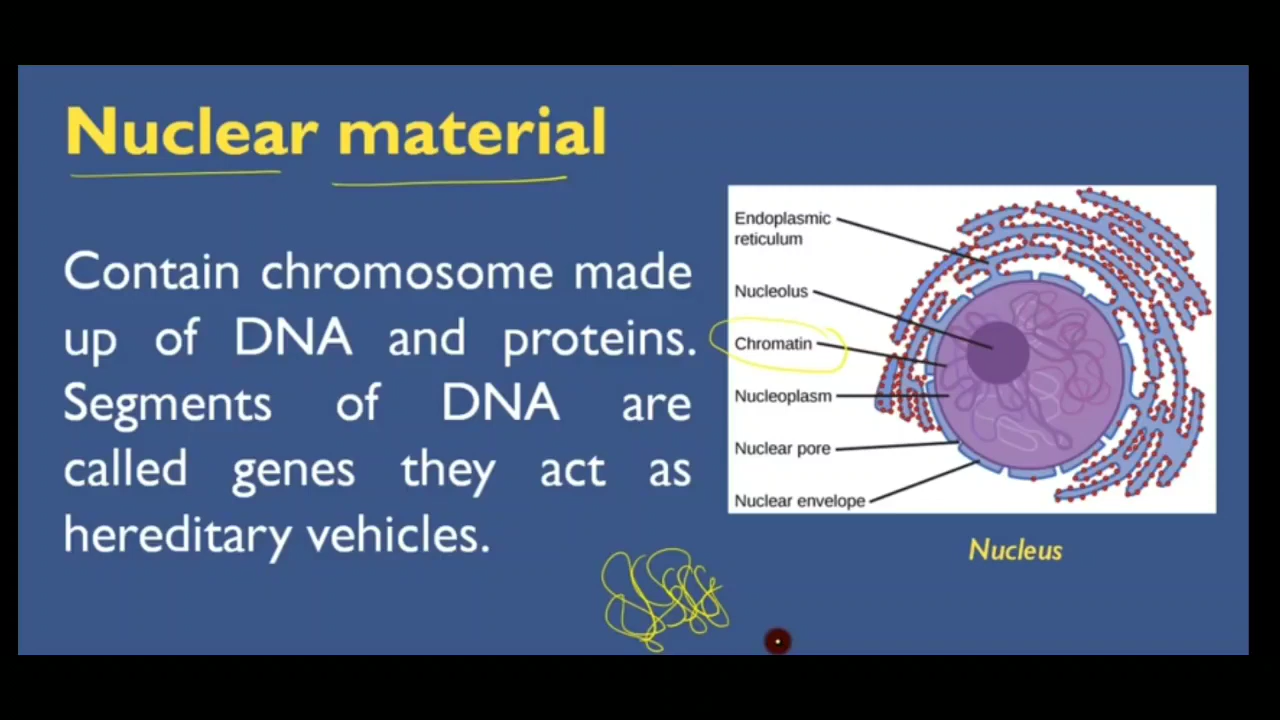 Nuclear material
Contain chromosome made
up of DNA and proteins.
Segments of DNA are
called genes they act as
hereditary vehicles.
Endoplasmic
reticulum
Nucleolus
Chromatin
Nucleoplasm
Nuclear pore
Nuclear envelope
Nucleus